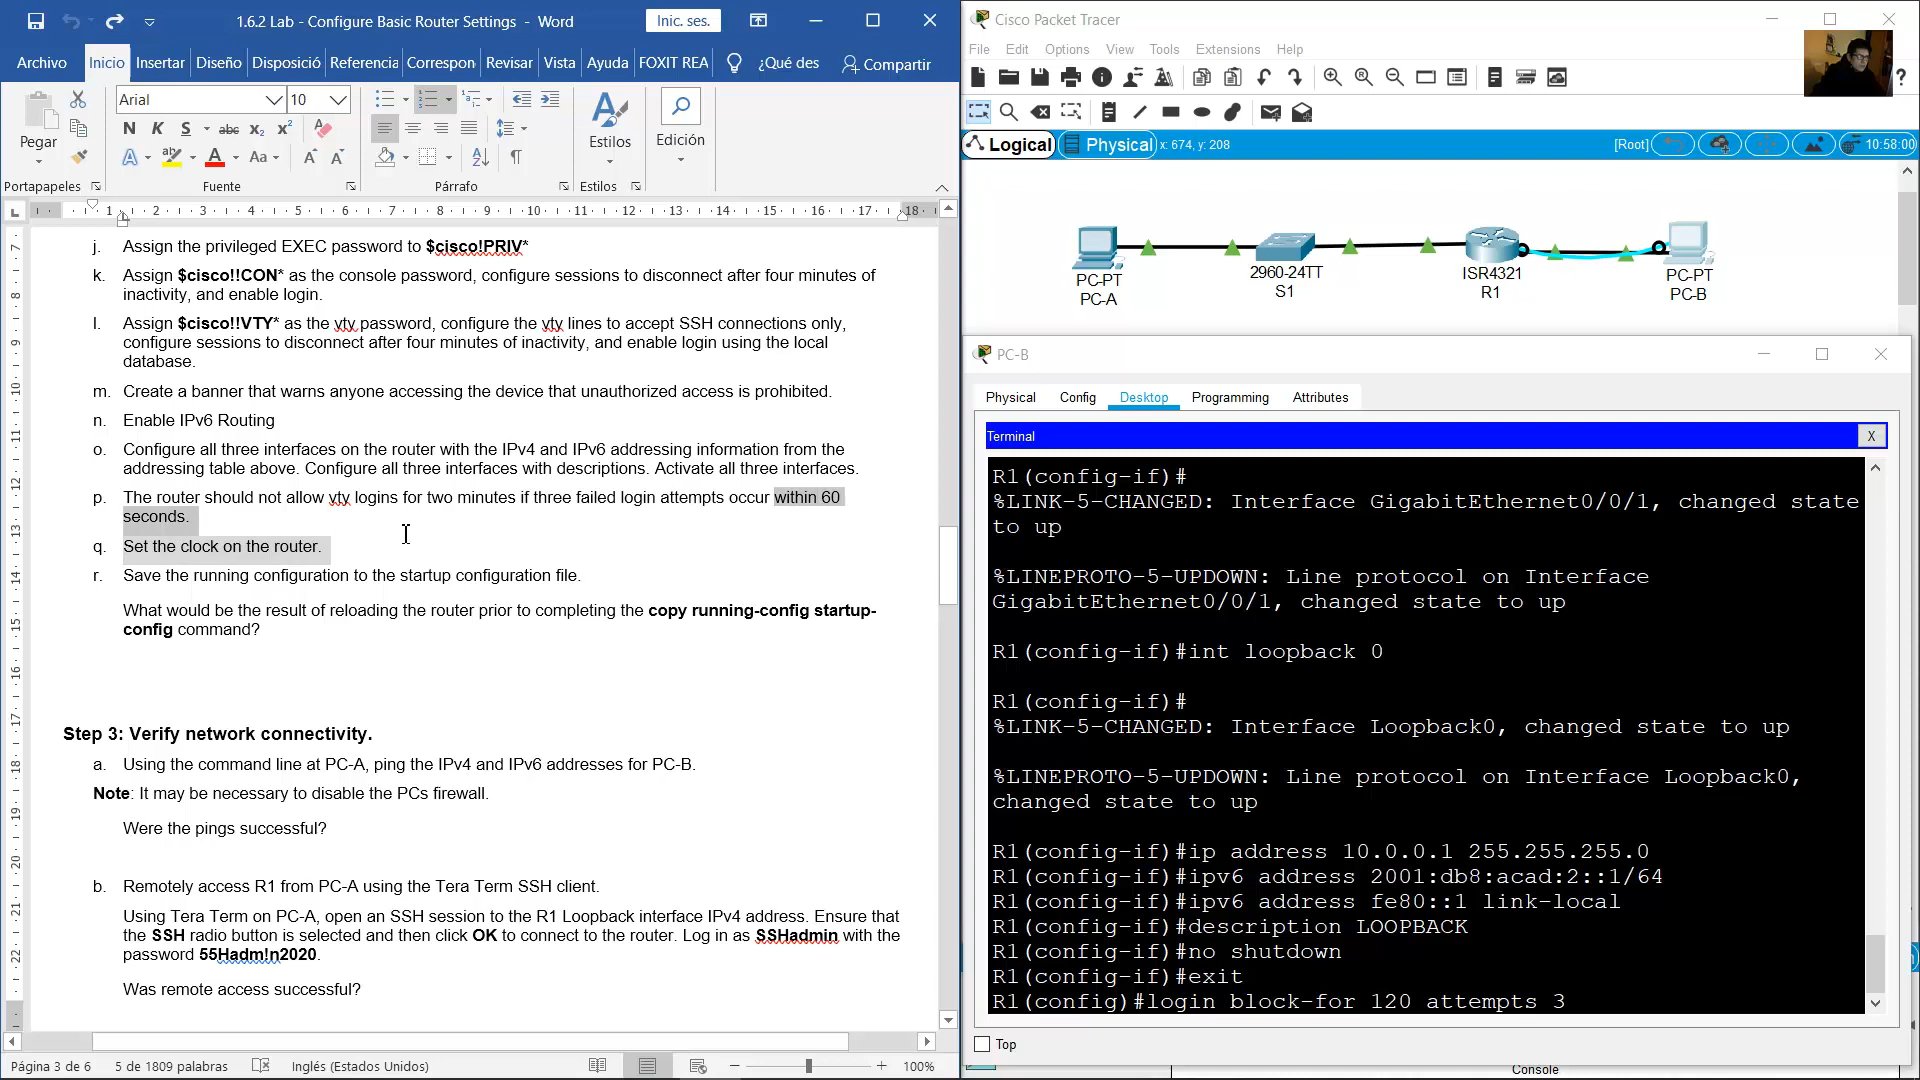 1.6.2 Lab - Configure Basic Router Settings - Word
Inic. ses.
Archivo Inicio Insertar Diseño Disposició Referencia Correspon Revisar Vista Ayuda FOXIT REA ¿Qué des Compartir
Arial 10
Pegar
N K S abc x₂ x²
A A Aa A A
Estilos
Edición
Portapapeles Fuente Párrafo Estilos
1 2 3 4 5 6 7 8 9 10 11 12 13 14 15 16 17 18
j. Assign the privileged EXEC password to $cisco!PRIV*
k. Assign $cisco!!CON* as the console password, configure sessions to disconnect after four minutes of
inactivity, and enable login.
l. Assign $cisco!!VTY* as the vty password, configure the vty lines to accept SSH connections only,
configure sessions to disconnect after four minutes of inactivity, and enable login using the local
database.
m. Create a banner that warns anyone accessing the device that unauthorized access is prohibited.
n. Enable IPv6 Routing
o. Configure all three interfaces on the router with the IPv4 and IPv6 addressing information from the
addressing table above. Configure all three interfaces with descriptions. Activate all three interfaces.
p. The router should not allow vty logins for two minutes if three failed login attempts occur within 60
seconds.
q. Set the clock on the router.
r. Save the running configuration to the startup configuration file.
What would be the result of reloading the router prior to completing the copy running-config startup-
config command?
Step 3: Verify network connectivity.
a. Using the command line at PC-A, ping the IPv4 and IPv6 addresses for PC-B.
Note: It may be necessary to disable the PCs firewall.
Were the pings successful?
b. Remotely access R1 from PC-A using the Tera Term SSH client.
Using Tera Term on PC-A, open an SSH session to the R1 Loopback interface IPv4 address. Ensure that
the SSH radio button is selected and then click OK to connect to the router. Log in as SSHadmin with the
password 55Hadm!n2020.
Was remote access successful?
Página 3 de 6 5 de 1809 palabras Inglés (Estados Unidos) 100%
Cisco Packet Tracer
File Edit Options View Tools Extensions Help
Logical Physical x: 674, y: 208 [Root] 10:58:00
PC-PT
PC-A
2960-24TT
S1
ISR4321
R1
PC-PT
PC-B
PC-B
Physical Config Desktop Programming Attributes
Terminal X
R1(config-if)#
%LINK-5-CHANGED: Interface GigabitEthernet0/0/1, changed state
to up
%LINEPROTO-5-UPDOWN: Line protocol on Interface
GigabitEthernet0/0/1, changed state to up
R1(config-if)#int loopback 0
R1(config-if)#
%LINK-5-CHANGED: Interface Loopback0, changed state to up
%LINEPROTO-5-UPDOWN: Line protocol on Interface Loopback0,
changed state to up
R1(config-if)#ip address 10.0.0.1 255.255.255.0
R1(config-if)#ipv6 address 2001:db8:acad:2::1/64
R1(config-if)#ipv6 address fe80::1 link-local
R1(config-if)#description LOOPBACK
R1(config-if)#no shutdown
R1(config-if)#exit
R1(config)#login block-for 120 attempts 3
Top
Console